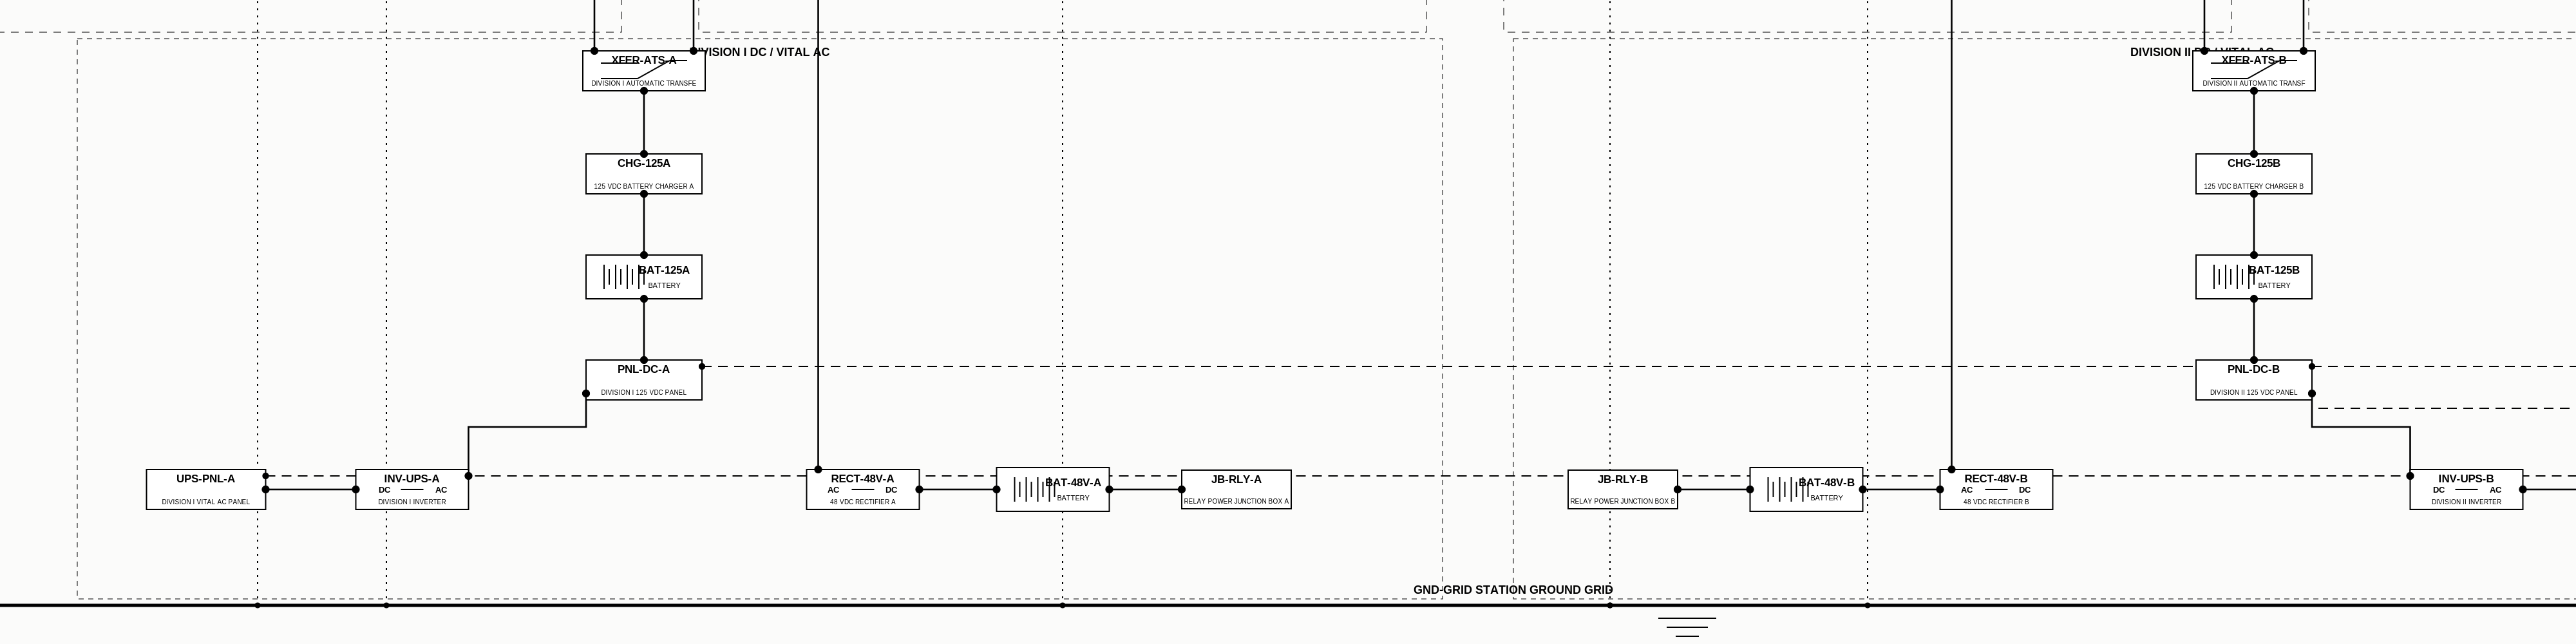 VISION I DC / VITAL AC
DIVISION II DC / VITAL AC
XFER-ATS-A
DIVISION I AUTOMATIC TRANSFE
XFER-ATS-B
DIVISION II AUTOMATIC TRANSF
CHG-125A
125 VDC BATTERY CHARGER A
CHG-125B
125 VDC BATTERY CHARGER B
BAT-125A
BATTERY
BAT-125B
BATTERY
PNL-DC-A
DIVISION I 125 VDC PANEL
PNL-DC-B
DIVISION II 125 VDC PANEL
UPS-PNL-A
DIVISION I VITAL AC PANEL
INV-UPS-A
DC AC
DIVISION I INVERTER
RECT-48V-A
AC DC
48 VDC RECTIFIER A
BAT-48V-A
BATTERY
JB-RLY-A
RELAY POWER JUNCTION BOX A
JB-RLY-B
RELAY POWER JUNCTION BOX B
BAT-48V-B
BATTERY
RECT-48V-B
AC DC
48 VDC RECTIFIER B
INV-UPS-B
DC AC
DIVISION II INVERTER
GND-GRID STATION GROUND GRID